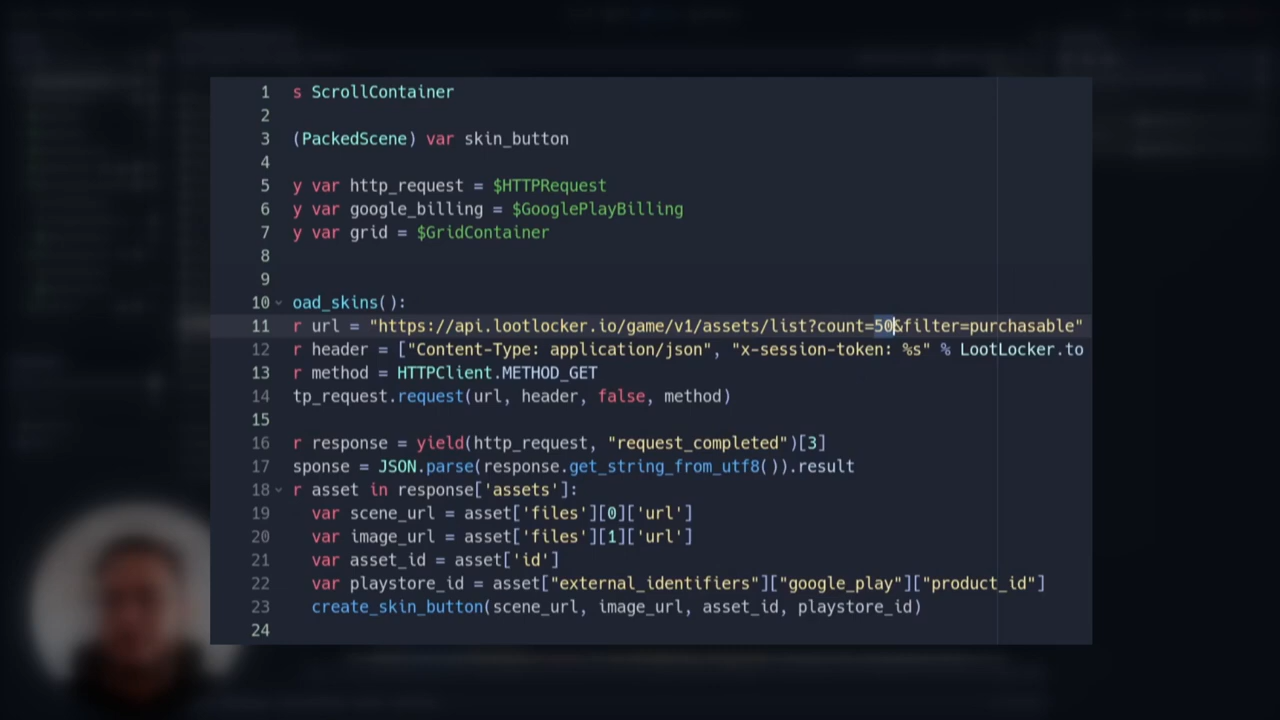 1 s ScrollContainer
2
3 (PackedScene) var skin_button
4
5 y var http_request = $HTTPRequest
6 y var google_billing = $GooglePlayBilling
7 y var grid = $GridContainer
8
9
10 oad_skins():
11 r url = "https://api.lootlocker.io/game/v1/assets/list?count=50&filter=purchasable"
12 r header = ["Content-Type: application/json", "x-session-token: %s" % LootLocker.to
13 r method = HTTPClient.METHOD_GET
14 tp_request.request(url, header, false, method)
15
16 r response = yield(http_request, "request_completed")[3]
17 sponse = JSON.parse(response.get_string_from_utf8()).result
18 r asset in response['assets']:
19 var scene_url = asset['files'][0]['url']
20 var image_url = asset['files'][1]['url']
21 var asset_id = asset['id']
22 var playstore_id = asset["external_identifiers"]["google_play"]["product_id"]
23 create_skin_button(scene_url, image_url, asset_id, playstore_id)
24